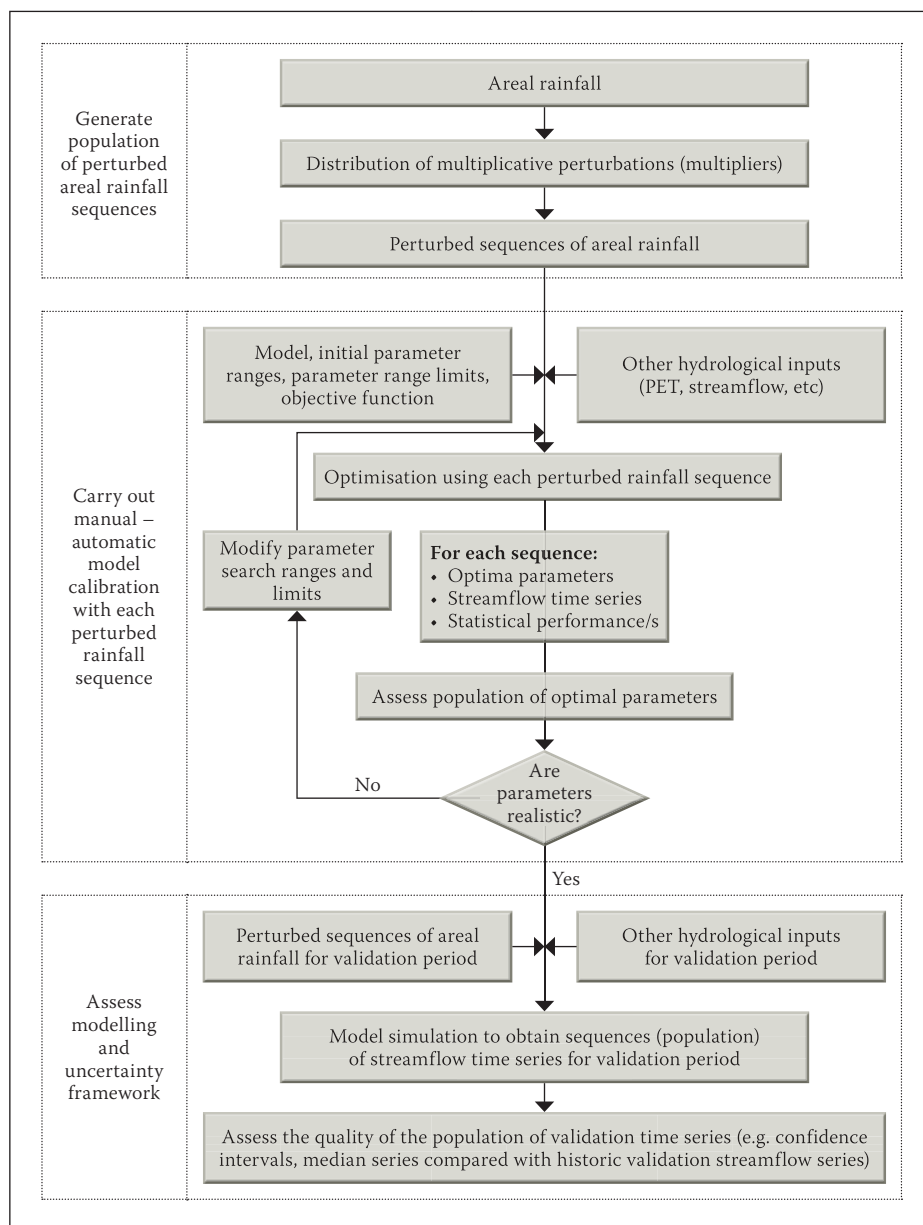 Generate
population
of perturbed
areal rainfall
sequences
Areal rainfall
Distribution of multiplicative perturbations (multipliers)
Perturbed sequences of areal rainfall
Carry out
manual –
automatic
model
calibration
with each
perturbed
rainfall
sequence
Model, initial parameter
ranges, parameter range limits,
objective function
Other hydrological inputs
(PET, streamflow, etc)
Optimisation using each perturbed rainfall sequence
Modify parameter
search ranges and
limits
For each sequence:
• Optima parameters
• Streamflow time series
• Statistical performance/s
Assess population of optimal parameters
Are
parameters
realistic?
No
Yes
Assess
modelling
and
uncertainty
framework
Perturbed sequences of areal
rainfall for validation period
Other hydrological inputs
for validation period
Model simulation to obtain sequences (population)
of streamflow time series for validation period
Assess the quality of the population of validation time series (e.g. confidence
intervals, median series compared with historic validation streamflow series)